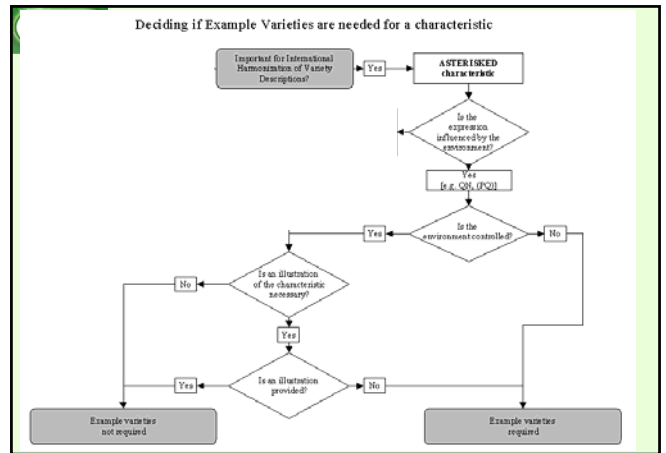 Deciding if Example Varieties are needed for a characteristic
Important for International
Harmonization of Variety
Descriptions?
Yes
ASTERISKED
characteristic
Is the
expression
influenced by the
environment?
Yes
[e.g. QN, (PQ)]
Is the
environment controlled?
Yes
No
Is an illustration
of the characteristic
necessary?
No
Yes
Is an illustration
provided?
Yes
No
Example varieties
not required
Example varieties
required